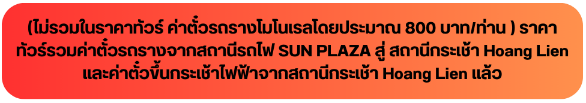 (ไม่รวมในราคาทัวร์ ค่าตั๋วรถรางโมโนเรลโดยประมาณ 800 บาท/ท่าน ) ราคา
ทัวร์รวมค่าตั๋วรถรางจากสถานีรถไฟ SUN PLAZA สู่ สถานีกระเช้า Hoang Lien
และค่าตั๋วขึ้นกระเช้าไฟฟ้าจากสถานีกระเช้า Hoang Lien แล้ว